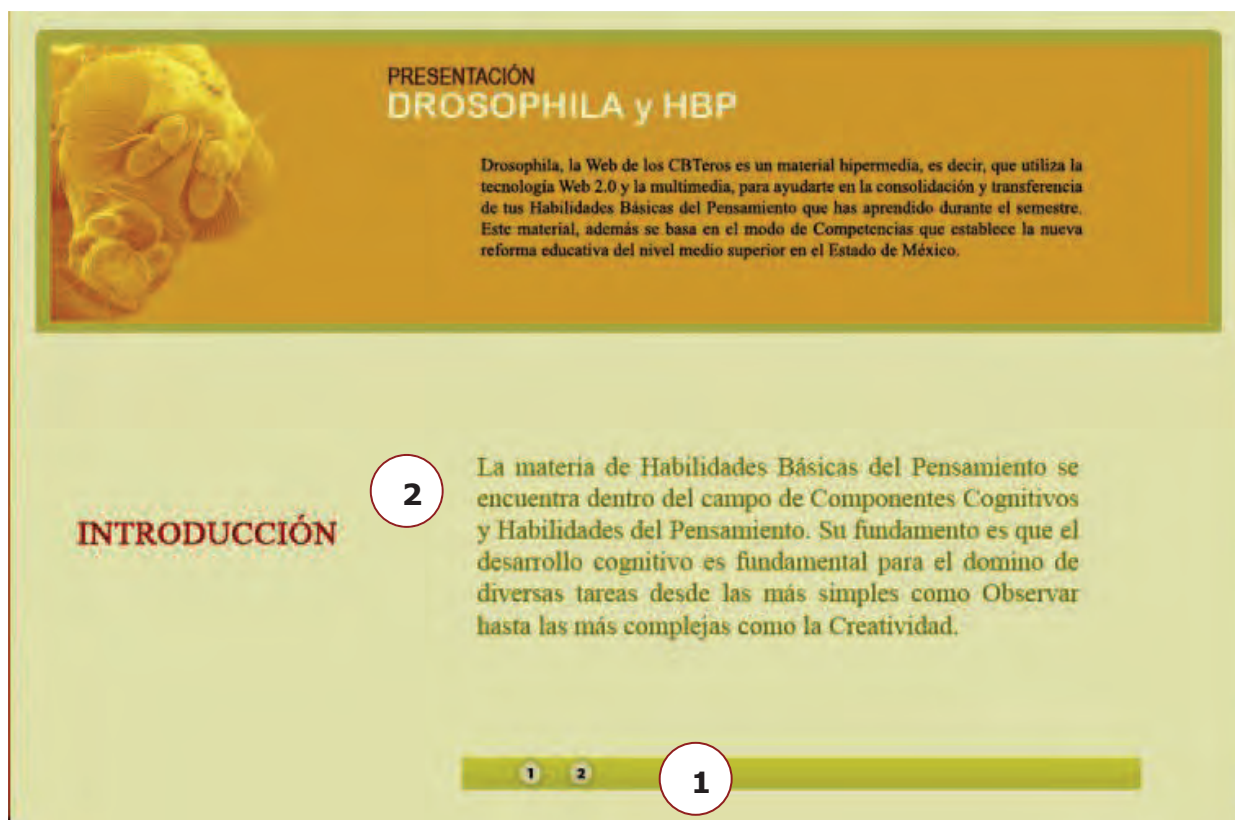 PRESENTACIÓN
DROSOPHILA y HBP
Drosophila, la Web de los CBTeros es un material hipermedia, es decir, que utiliza la
tecnología Web 2.0 y la multimedia, para ayudarte en la consolidación y transferencia
de tus Habilidades Básicas del Pensamiento que has aprendido durante el semestre.
Este material, además se basa en el modo de Competencias que establece la nueva
reforma educativa del nivel medio superior en el Estado de México.
INTRODUCCIÓN
2
La materia de Habilidades Básicas del Pensamiento se
encuentra dentro del campo de Componentes Cognitivos
y Habilidades del Pensamiento. Su fundamento es que el
desarrollo cognitivo es fundamental para el domino de
diversas tareas desde las más simples como Observar
hasta las más complejas como la Creatividad.
1 2
1